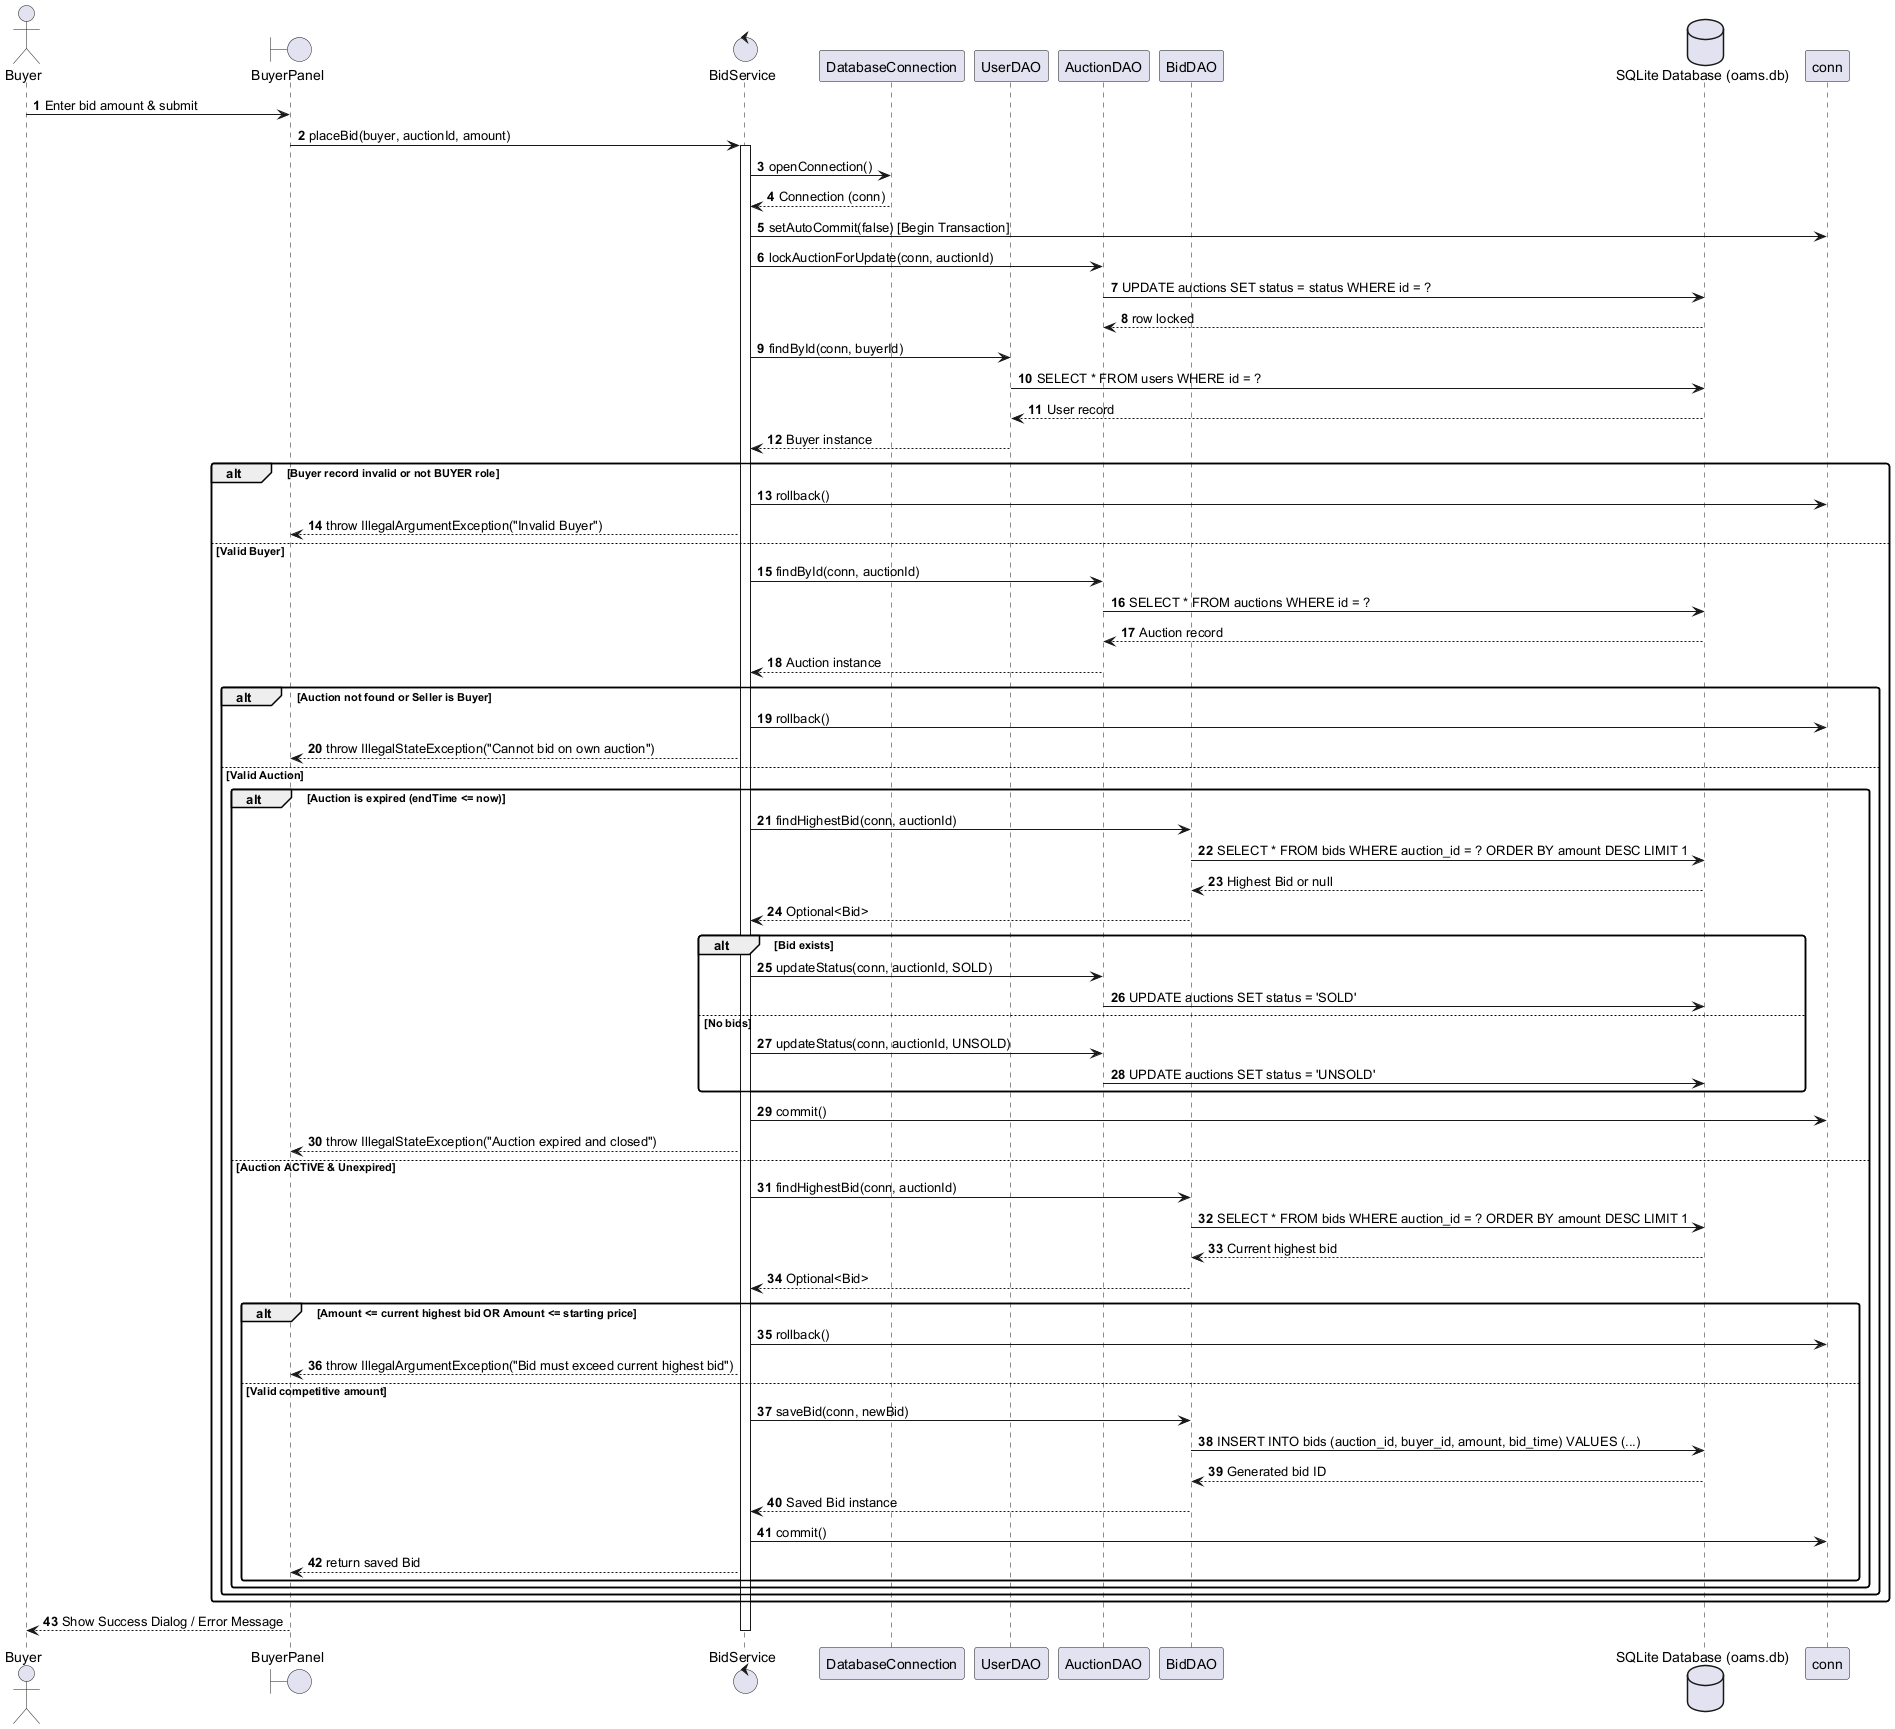 Buyer
BuyerPanel
BidService
DatabaseConnection
UserDAO
AuctionDAO
BidDAO
SQLite Database (oams.db)
conn
1 Enter bid amount & submit
2 placeBid(buyer, auctionId, amount)
3 openConnection()
4 Connection (conn)
5 setAutoCommit(false) [Begin Transaction]
6 lockAuctionForUpdate(conn, auctionId)
7 UPDATE auctions SET status = status WHERE id = ?
8 row locked
9 findById(conn, buyerId)
10 SELECT * FROM users WHERE id = ?
11 User record
12 Buyer instance
alt [Buyer record invalid or not BUYER role]
13 rollback()
14 throw IllegalArgumentException("Invalid Buyer")
[Valid Buyer]
15 findById(conn, auctionId)
16 SELECT * FROM auctions WHERE id = ?
17 Auction record
18 Auction instance
alt [Auction not found or Seller is Buyer]
19 rollback()
20 throw IllegalStateException("Cannot bid on own auction")
[Valid Auction]
alt [Auction is expired (endTime <= now)]
21 findHighestBid(conn, auctionId)
22 SELECT * FROM bids WHERE auction_id = ? ORDER BY amount DESC LIMIT 1
23 Highest Bid or null
24 Optional<Bid>
alt [Bid exists]
25 updateStatus(conn, auctionId, SOLD)
26 UPDATE auctions SET status = 'SOLD'
[No bids]
27 updateStatus(conn, auctionId, UNSOLD)
28 UPDATE auctions SET status = 'UNSOLD'
29 commit()
30 throw IllegalStateException("Auction expired and closed")
[Auction ACTIVE & Unexpired]
31 findHighestBid(conn, auctionId)
32 SELECT * FROM bids WHERE auction_id = ? ORDER BY amount DESC LIMIT 1
33 Current highest bid
34 Optional<Bid>
alt [Amount <= current highest bid OR Amount <= starting price]
35 rollback()
36 throw IllegalArgumentException("Bid must exceed current highest bid")
[Valid competitive amount]
37 saveBid(conn, newBid)
38 INSERT INTO bids (auction_id, buyer_id, amount, bid_time) VALUES (...)
39 Generated bid ID
40 Saved Bid instance
41 commit()
42 return saved Bid
43 Show Success Dialog / Error Message
Buyer
BuyerPanel
BidService
DatabaseConnection
UserDAO
AuctionDAO
BidDAO
SQLite Database (oams.db)
conn